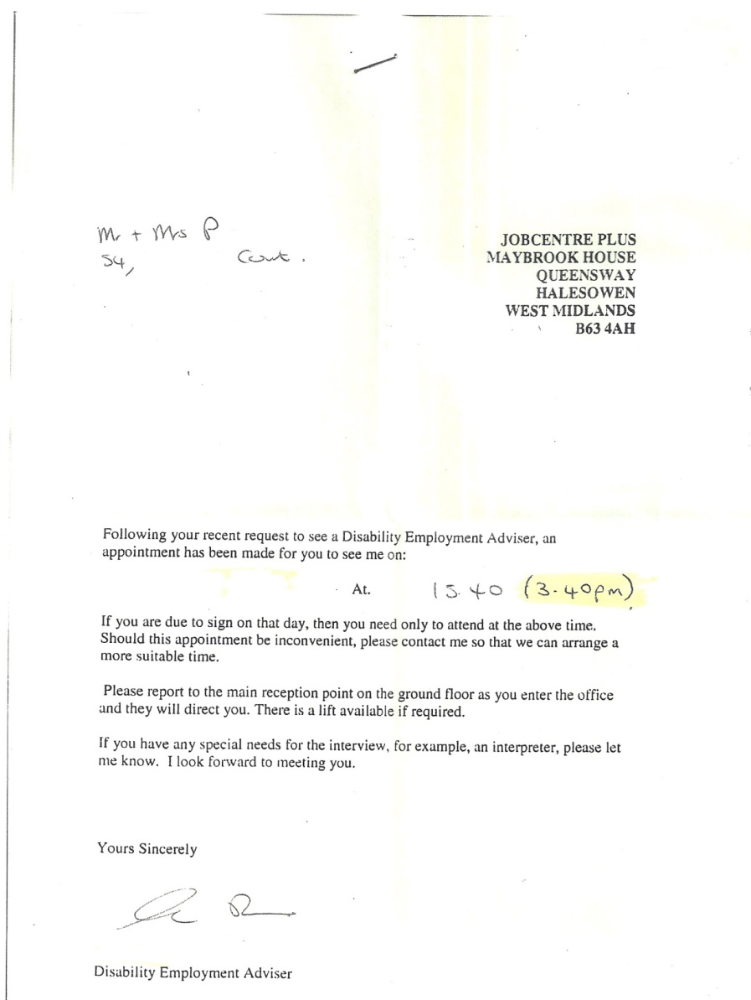 Mr + Mrs P
54, Court.
JOBCENTRE PLUS
MAYBROOK HOUSE
QUEENSWAY
HALESOWEN
WEST MIDLANDS
B63 4AH
Following your recent request to see a Disability Employment Adviser, an
appointment has been made for you to see me on:
At. 15.40 (3.40pm)
If you are due to sign on that day, then you need only to attend at the above time.
Should this appointment be inconvenient, please contact me so that we can arrange a
more suitable time.
Please report to the main reception point on the ground floor as you enter the office
and they will direct you. There is a lift available if required.
If you have any special needs for the interview, for example, an interpreter, please let
me know. I look forward to meeting you.
Yours Sincerely
Disability Employment Adviser